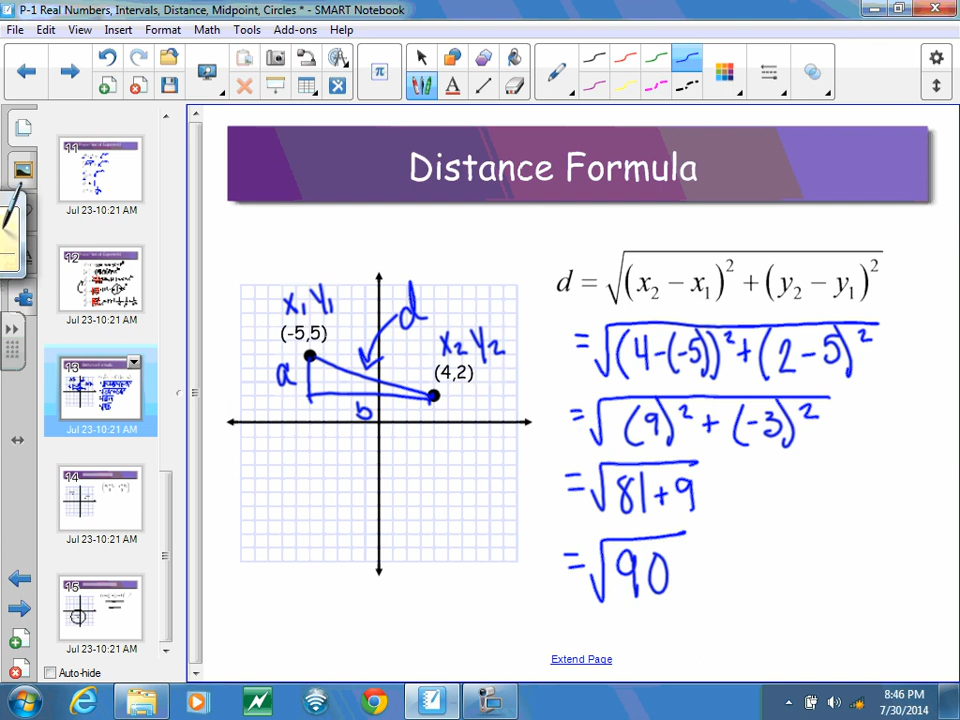 P-1 Real Numbers, Intervals, Distance, Midpoint, Circles * - SMART Notebook
File Edit View Insert Format Math Tools Add-ons Help
11
Jul 23-10:21 AM
12
Jul 23-10:21 AM
13
Jul 23-10:21 AM
14
Jul 23-10:21 AM
15
Jul 23-10:21 AM
Auto-hide
Distance Formula
d = √(x₂ − x₁)² + (y₂ − y₁)²
= √(4-(-5))² + (2-5)²
= √(9)² + (-3)²
= √81+9
= √90
x₁ y₁
(-5,5)
d
x₂ y₂
(4,2)
a
b
Extend Page
8:46 PM
7/30/2014